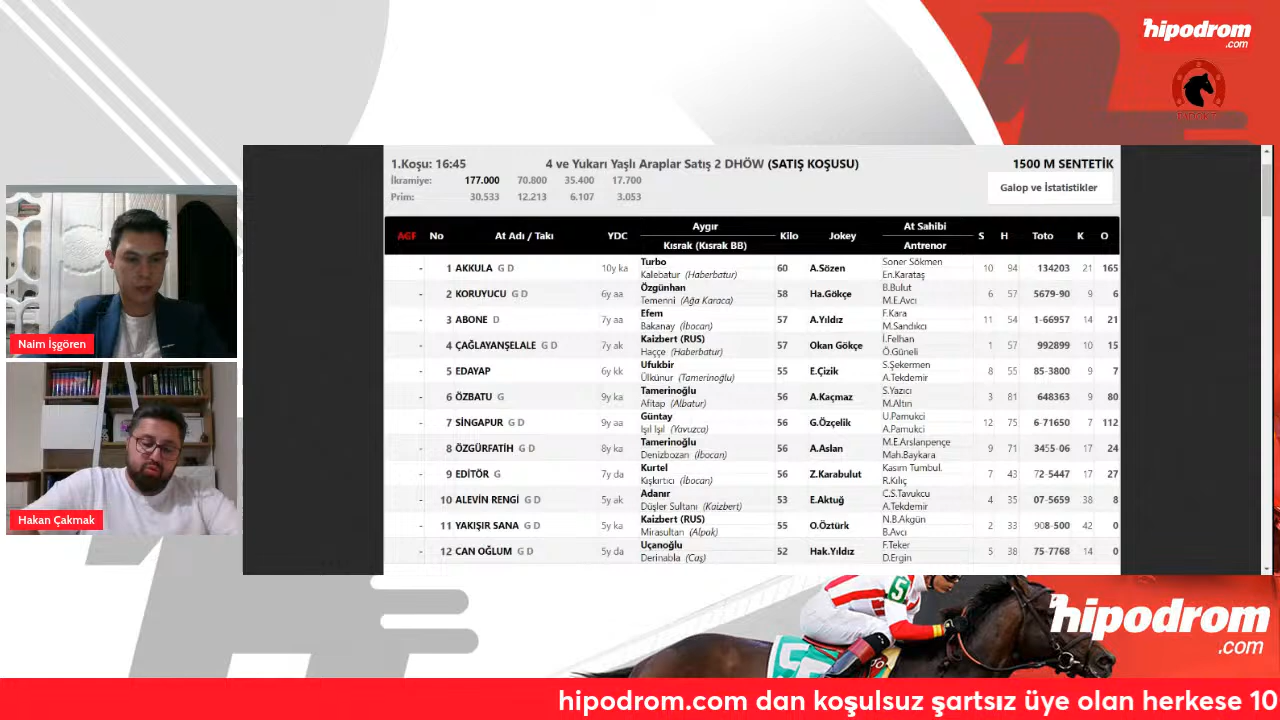 hipodrom
.com
1.Koşu: 16:45 4 ve Yukarı Yaşlı Araplar Satış 2 DHÖW (SATIŞ KOŞUSU) 1500 M SENTETİK
İkramiye: 177.000 70.800 35.400 17.700
Prim: 30.533 12.213 6.107 3.053
Galop ve İstatistikler
AGF No At Adı / Takı YDC Aygır Kısrak (Kısrak BB) Kilo Jokey At Sahibi Antrenor S H Toto K O
- 1 AKKULA G D 10y ka Turbo Kalebatur (Haberbatur) 60 A.Sözen Soner Sökmen En.Karataş 10 94 134203 21 165
- 2 KORUYUCU G D 6y aa Özgünhan Temenni (Ağa Karaca) 58 Ha.Gökçe B.Bulut M.E.Avcı 6 57 5679-90 9 6
- 3 ABONE D 7y aa Efem Bakanay (İbocan) 57 A.Yıldız F.Kara M.Sandıkcı 11 54 1-66957 14 21
- 4 ÇAĞLAYANŞELALE G D 7y ak Kaizbert (RUS) Haççe (Haberbatur) 57 Okan Gökçe İ.Felhan Ö.Güneli 1 57 992899 10 15
- 5 EDAYAP 6y kk Ufukbir Ülkünur (Tamerinoğlu) 55 E.Çizik S.Şekermen A.Tekdemir 8 55 85-3800 9 7
- 6 ÖZBATU G 9y ka Tamerinoğlu Afitap (Albatur) 56 A.Kaçmaz S.Yazıcı M.Altın 3 81 648363 9 80
- 7 SİNGAPUR G D 9y aa Güntay Işıl Işıl (Yavuzca) 56 G.Özçelik U.Pamukci A.Pamukci 12 75 6-71650 7 112
- 8 ÖZGÜRFATİH G D 8y ka Tamerinoğlu Denizbozan (İbocan) 56 A.Aslan M.E.Arslanpençe Mah.Baykara 9 71 3455-06 17 24
- 9 EDİTÖR G 7y da Kurtel Kışkırtıcı (İbocan) 56 Z.Karabulut Kasım Tumbul. R.Kılıç 7 43 72-5447 17 27
- 10 ALEVİN RENGİ G D 5y ak Adanır Düşler Sultanı (Kaizbert) 53 E.Aktuğ C.S.Tavukcu A.Tekdemir 4 35 07-5659 38 8
- 11 YAKIŞIR SANA G D 5y ka Kaizbert (RUS) Mirasultan (Alpak) 55 O.Öztürk N.B.Akgün B.Avcı 2 33 908-500 42 0
- 12 CAN OĞLUM G D 5y da Uçanoğlu Derinabla (Caş) 52 Hak.Yıldız F.Teker D.Ergin 5 38 75-7768 14 0
Naim İşgören
Hakan Çakmak
5
hipodrom
.com
hipodrom.com dan koşulsuz şartsız üye olan herkese 10